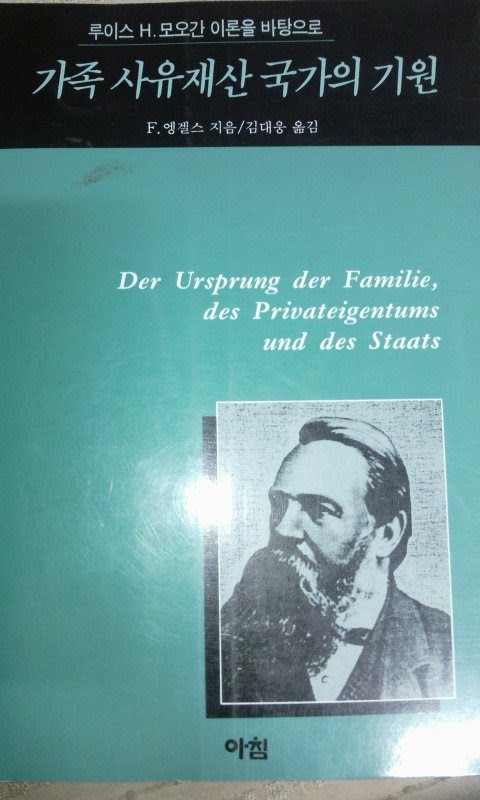 루이스 H. 모오간 이론을 바탕으로
가족 사유재산 국가의 기원
F. 엥겔스 지음/김대웅 옮김
Der Ursprung der Familie,
des Privateigentums
und des Staats
아침